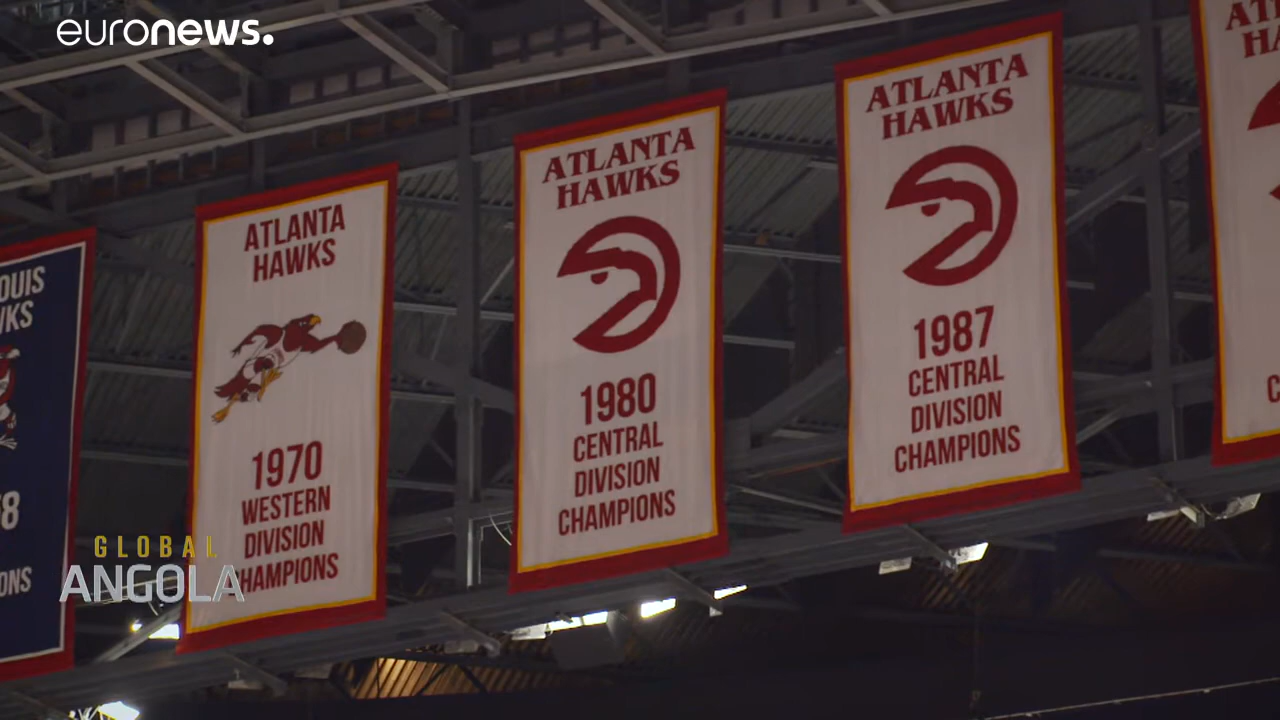 euronews.
ATLANTA
HAWKS
1970
WESTERN
DIVISION
CHAMPIONS
ATLANTA
HAWKS
1980
CENTRAL
DIVISION
CHAMPIONS
ATLANTA
HAWKS
1987
CENTRAL
DIVISION
CHAMPIONS
GLOBAL
ANGOLA